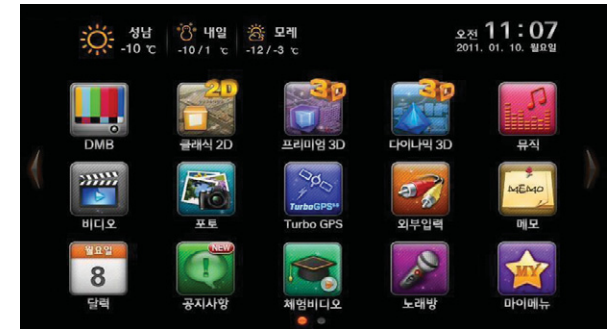 성남
-10 ℃
내일
-10/1 ℃
모레
-12/-3 ℃
오전 11:07
2011. 01. 10. 월요일
2D
3D
3D
DMB
클래식 2D
프리미엄 3D
다이나믹 3D
뮤직
TurboGPS
MEMO
비디오
포토
Turbo GPS
외부입력
메모
월요일
8
NEW
MY
달력
공지사항
체험비디오
노래방
마이메뉴